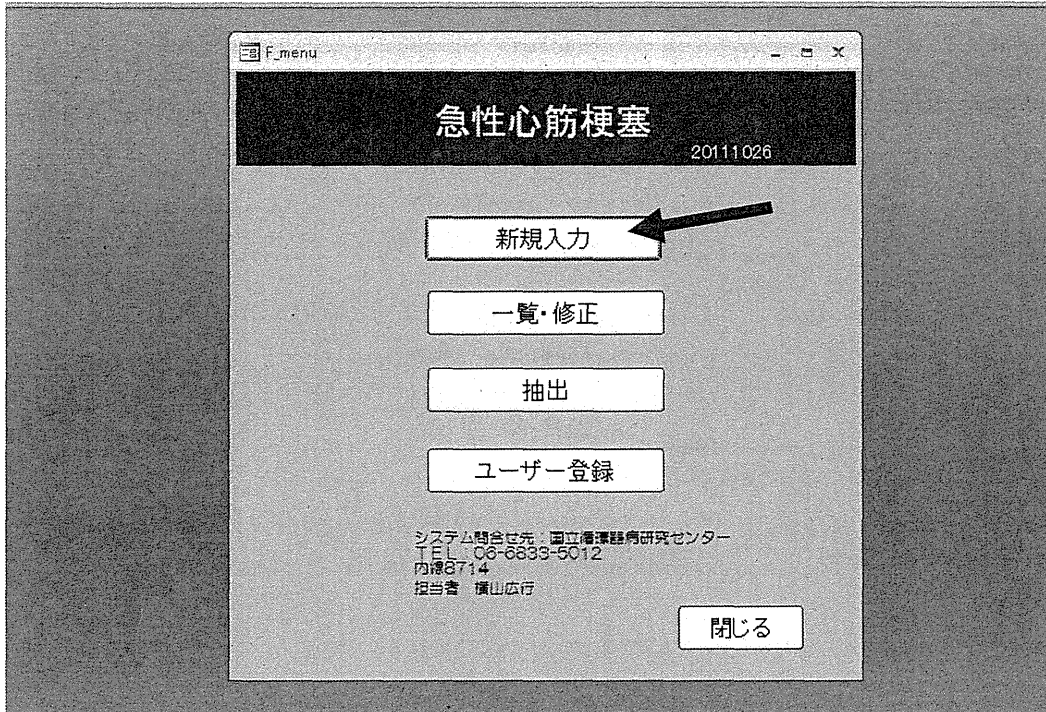 F_menu
急性心筋梗塞
20111026
新規入力
一覧・修正
抽出
ユーザー登録
システム問合せ先：国立循環器病研究センター
TEL 06-6833-5012
内線8714
担当者 横山広行
閉じる